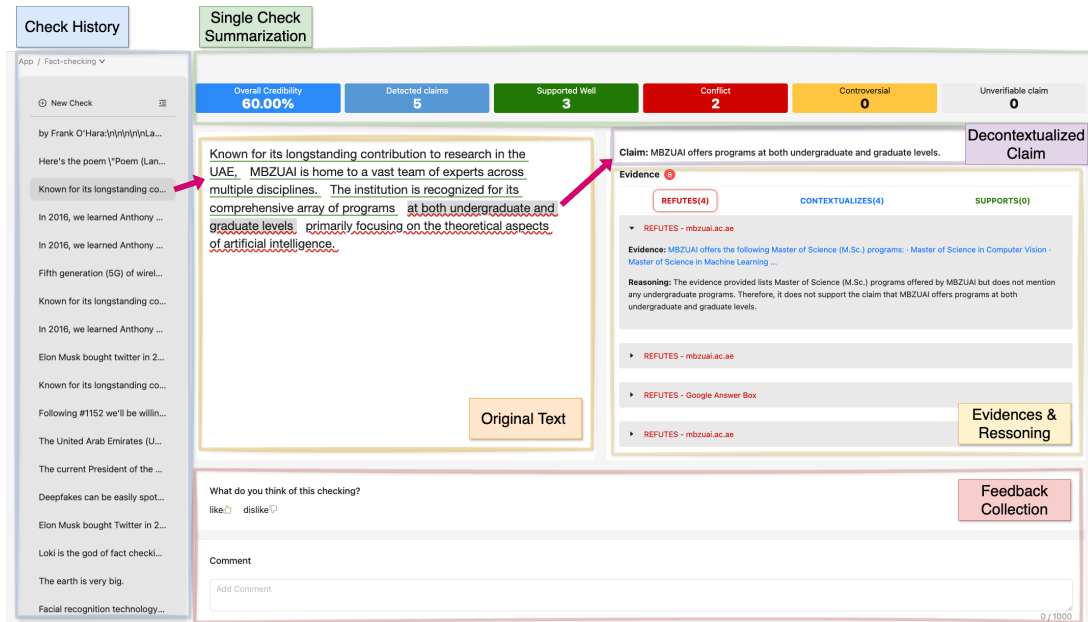 Check History
Single Check
Summarization
App / Fact-checking
New Check
by Frank O'Hara:\n\n\n\n\nLa...
Here's the poem \"Poem (Lan...
Known for its longstanding co...
In 2016, we learned Anthony ...
In 2016, we learned Anthony ...
Fifth generation (5G) of wirel...
Known for its longstanding co...
In 2016, we learned Anthony ...
Elon Musk bought twitter in 2...
Known for its longstanding co...
Following #1152 we'll be willin...
The United Arab Emirates (U...
The current President of the ...
Deepfakes can be easily spot...
Elon Musk bought Twitter in 2...
Loki is the god of fact checki...
The earth is very big.
Facial recognition technology...
Overall Credibility
60.00%
Detected claims
5
Supported Well
3
Conflict
2
Controversial
0
Unverifiable claim
0
Known for its longstanding contribution to research in the
UAE, MBZUAI is home to a vast team of experts across
multiple disciplines. The institution is recognized for its
comprehensive array of programs at both undergraduate and
graduate levels primarily focusing on the theoretical aspects
of artificial intelligence.
Original Text
Decontextualized
Claim
Claim: MBZUAI offers programs at both undergraduate and graduate levels.
Evidence 8
REFUTES(4) CONTEXTUALIZES(4) SUPPORTS(0)
REFUTES - mbzuai.ac.ae
Evidence: MBZUAI offers the following Master of Science (M.Sc.) programs: · Master of Science in Computer Vision ·
Master of Science in Machine Learning ...
Reasoning: The evidence provided lists Master of Science (M.Sc.) programs offered by MBZUAI but does not mention
any undergraduate programs. Therefore, it does not support the claim that MBZUAI offers programs at both
undergraduate and graduate levels.
REFUTES - mbzuai.ac.ae
REFUTES - Google Answer Box
REFUTES - mbzuai.ac.ae
Evidences &
Ressoning
What do you think of this checking?
like dislike
Feedback
Collection
Comment
Add Comment
0 / 1000